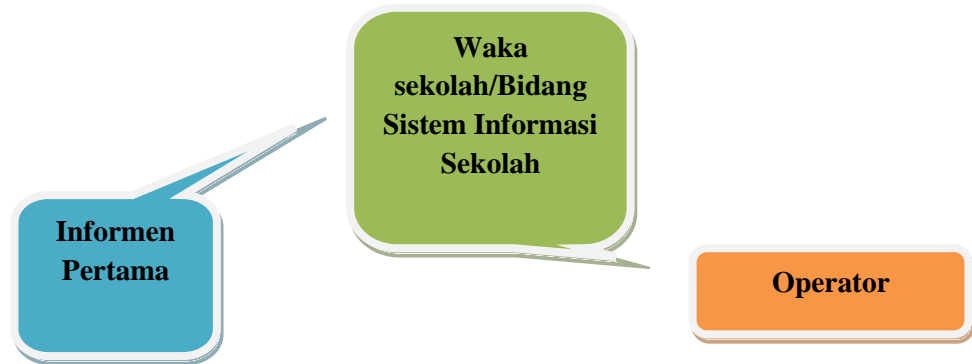 Waka
sekolah/Bidang
Sistem Informasi
Sekolah
Informen
Pertama
Operator